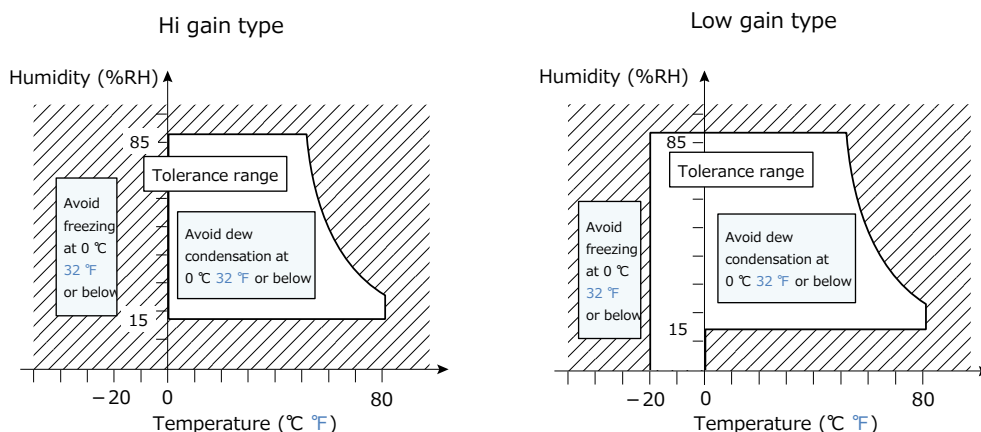 Hi gain type
Humidity (%RH)
85
Tolerance range
Avoid
freezing
at 0 ℃
32 ℉
or below
Avoid dew
condensation at
0 ℃ 32 ℉ or below
15
−20
0
80
Temperature (℃ ℉)
Low gain type
Humidity (%RH)
85
Tolerance range
Avoid
freezing
at 0 ℃
32 ℉
or below
Avoid dew
condensation at
0 ℃ 32 ℉ or below
15
−20
0
80
Temperature (℃ ℉)